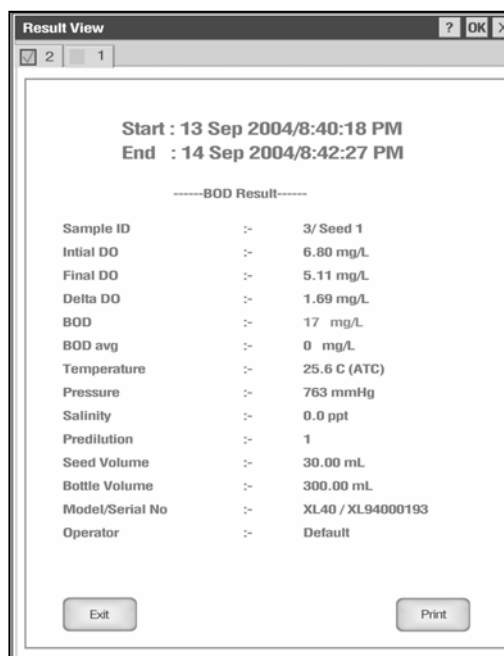 Result View ? OK X
2 1
Start : 13 Sep 2004/8:40:18 PM
End : 14 Sep 2004/8:42:27 PM
------BOD Result------
Sample ID :- 3/ Seed 1
Intial DO :- 6.80 mg/L
Final DO :- 5.11 mg/L
Delta DO :- 1.69 mg/L
BOD :- 17 mg/L
BOD avg :- 0 mg/L
Temperature :- 25.6 C (ATC)
Pressure :- 763 mmHg
Salinity :- 0.0 ppt
Predilution :- 1
Seed Volume :- 30.00 mL
Bottle Volume :- 300.00 mL
Model/Serial No :- XL40 / XL94000193
Operator :- Default
Exit Print